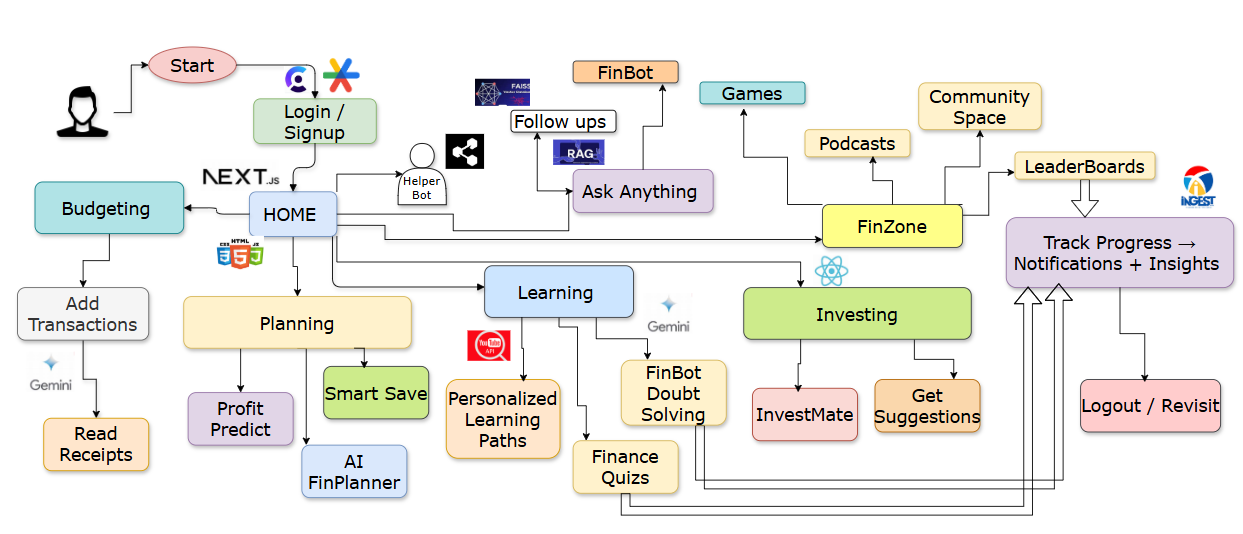 Start
Login /
Signup
NEXT.JS
HOME
CSS HTML JS
3 5 J
Budgeting
Add
Transactions
Gemini
Read
Receipts
Helper
Bot
FAISS
Follow ups
RAG
FinBot
Ask Anything
Games
Podcasts
Community
Space
LeaderBoards
FinZone
INGEST
Track Progress →
Notifications + Insights
Logout / Revisit
Planning
Profit
Predict
AI
FinPlanner
Smart Save
Learning
YouTube
API
Personalized
Learning
Paths
Gemini
FinBot
Doubt
Solving
Finance
Quizs
Investing
InvestMate
Get
Suggestions